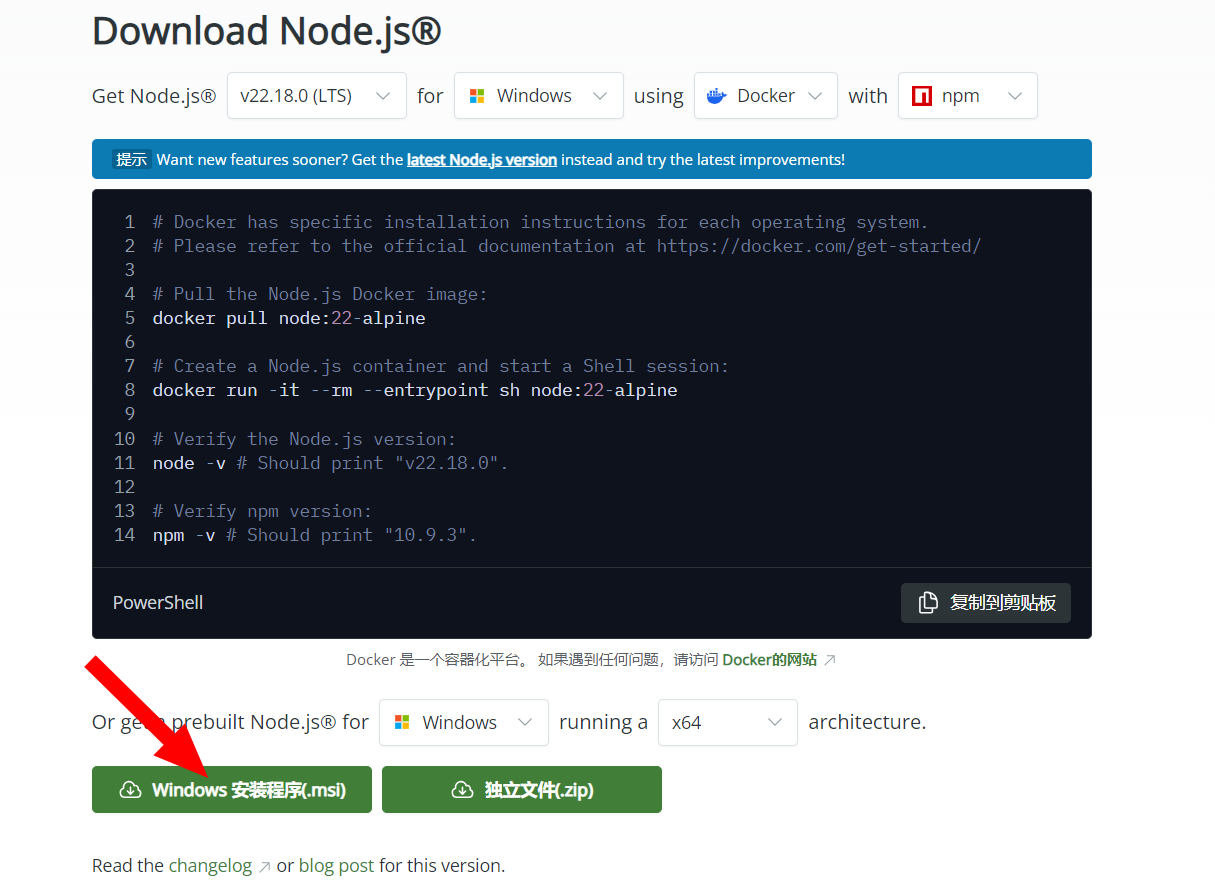 Download Node.js®
Get Node.js® v22.18.0 (LTS) for Windows using Docker with npm
提示 Want new features sooner? Get the latest Node.js version instead and try the latest improvements!
1 # Docker has specific installation instructions for each operating system.
2 # Please refer to the official documentation at https://docker.com/get-started/
3
4 # Pull the Node.js Docker image:
5 docker pull node:22-alpine
6
7 # Create a Node.js container and start a Shell session:
8 docker run -it --rm --entrypoint sh node:22-alpine
9
10 # Verify the Node.js version:
11 node -v # Should print "v22.18.0".
12
13 # Verify npm version:
14 npm -v # Should print "10.9.3".
PowerShell 复制到剪贴板
Docker 是一个容器化平台。 如果遇到任何问题，请访问 Docker的网站
Or get prebuilt Node.js® for Windows running a x64 architecture.
Windows 安装程序(.msi) 独立文件(.zip)
Read the changelog or blog post for this version.